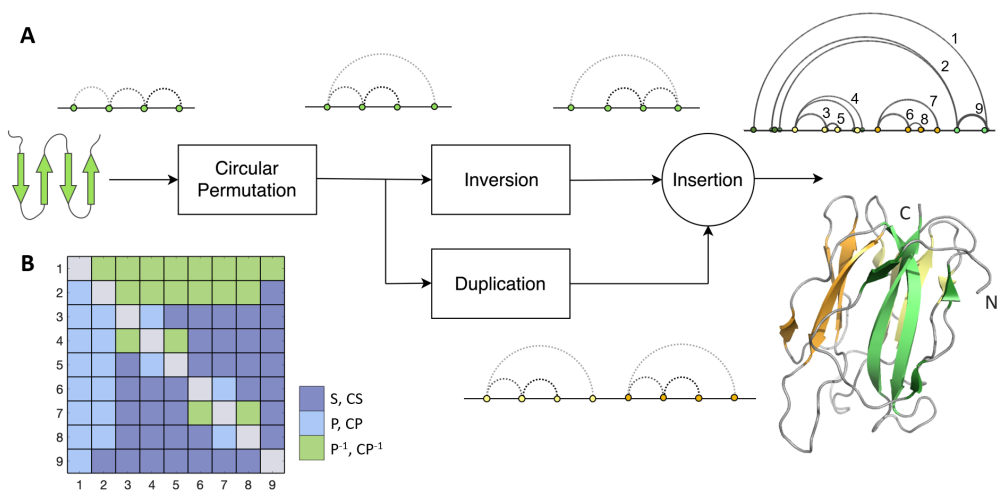 A
1
2
4
3
5
7
6
8
9
Circular
Permutation
Inversion
Insertion
Duplication
C
N
B
1
2
3
4
5
6
7
8
9
1 2 3 4 5 6 7 8 9
S, CS
P, CP
P⁻¹, CP⁻¹